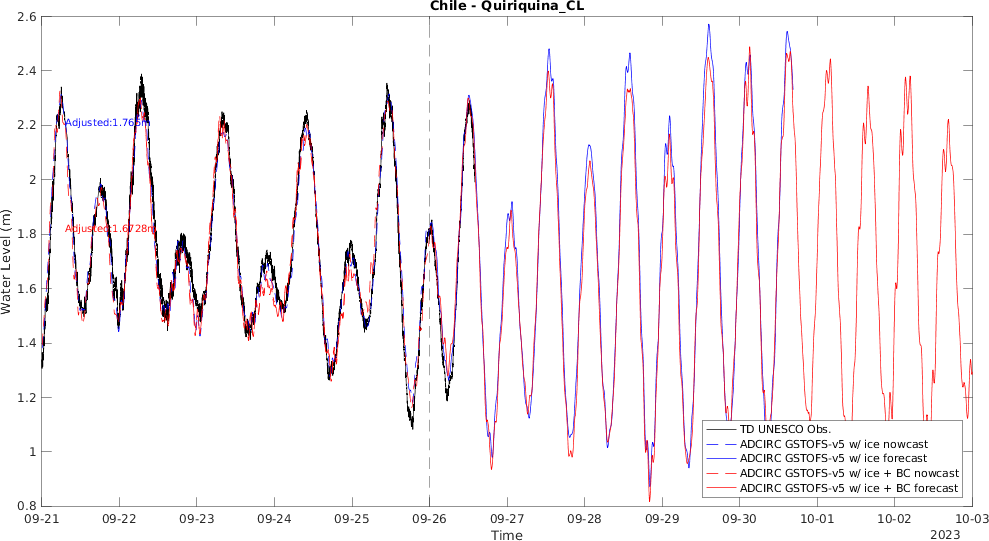 Chile - Quiriquina_CL
2.6
2.4
2.2
2
1.8
1.6
1.4
1.2
1
0.8
Water Level (m)
Adjusted:1.765m
Adjusted:1.6728m
TD UNESCO Obs.
ADCIRC GSTOFS-v5 w/ ice nowcast
ADCIRC GSTOFS-v5 w/ ice forecast
ADCIRC GSTOFS-v5 w/ ice + BC nowcast
ADCIRC GSTOFS-v5 w/ ice + BC forecast
09-21 09-22 09-23 09-24 09-25 09-26 09-27 09-28 09-29 09-30 10-01 10-02 10-03
Time
2023